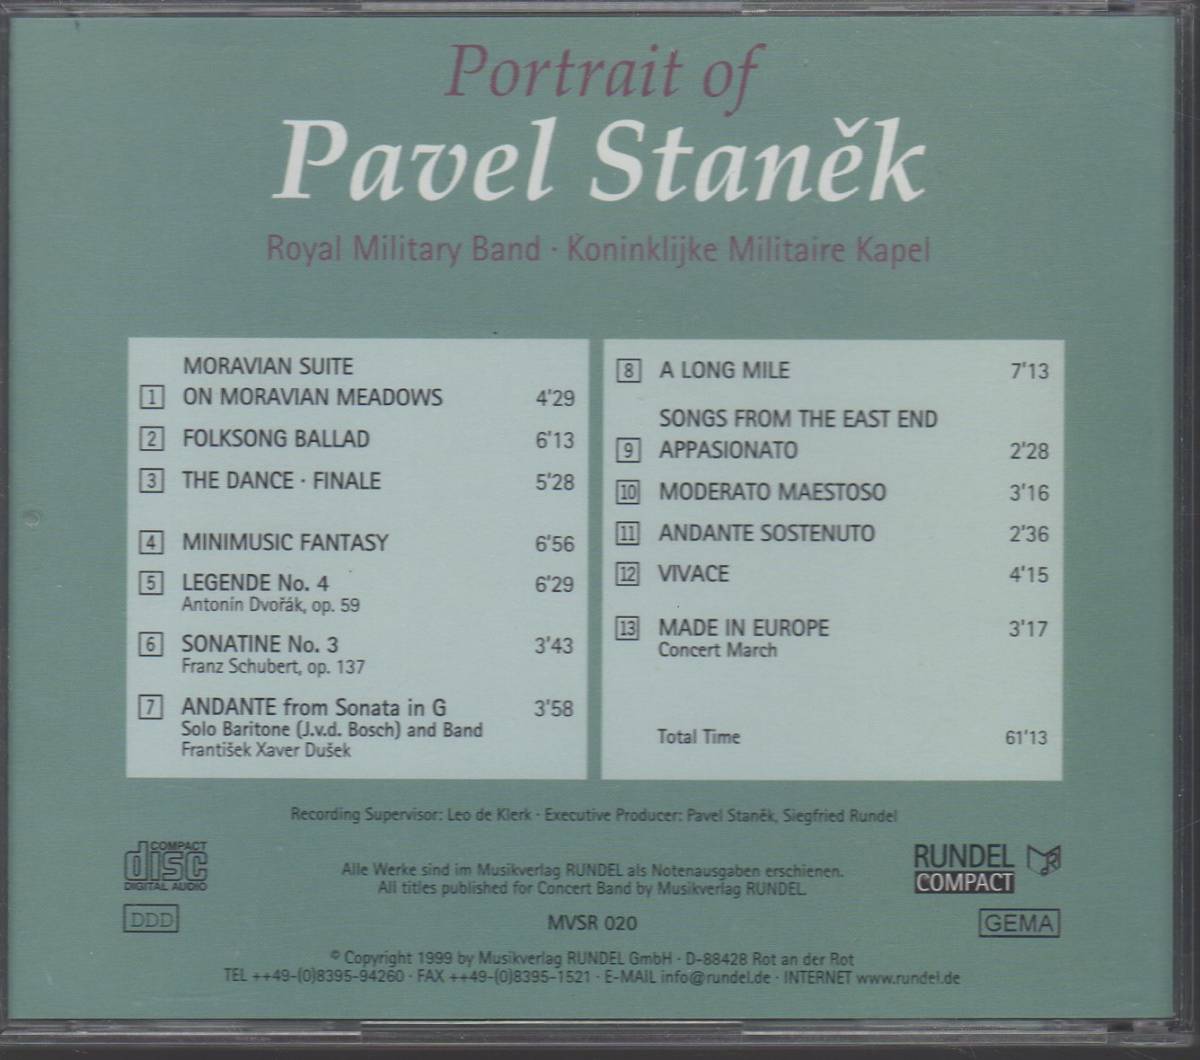 Portrait of
Pavel Staněk
Royal Military Band · Koninklijke Militaire Kapel
MORAVIAN SUITE
1 ON MORAVIAN MEADOWS 4'29
2 FOLKSONG BALLAD 6'13
3 THE DANCE · FINALE 5'28
4 MINIMUSIC FANTASY 6'56
5 LEGENDE No. 4 6'29
Antonín Dvořák, op. 59
6 SONATINE No. 3 3'43
Franz Schubert, op. 137
7 ANDANTE from Sonata in G 3'58
Solo Baritone (J.v.d. Bosch) and Band
František Xaver Dušek
8 A LONG MILE 7'13
SONGS FROM THE EAST END
9 APPASIONATO 2'28
10 MODERATO MAESTOSO 3'16
11 ANDANTE SOSTENUTO 2'36
12 VIVACE 4'15
13 MADE IN EUROPE 3'17
Concert March
Total Time 61'13
Recording Supervisor: Leo de Klerk · Executive Producer: Pavel Staněk, Siegfried Rundel
COMPACT
disc
DIGITAL AUDIO
Alle Werke sind im Musikverlag RUNDEL als Notenausgaben erschienen.
All titles published for Concert Band by Musikverlag RUNDEL.
RUNDEL
COMPACT
DDD
MVSR 020
GEMA
© Copyright 1999 by Musikverlag RUNDEL GmbH · D-88428 Rot an der Rot
TEL ++49-(0)8395-94260 · FAX ++49-(0)8395-1521 · E-MAIL info@rundel.de · INTERNET www.rundel.de